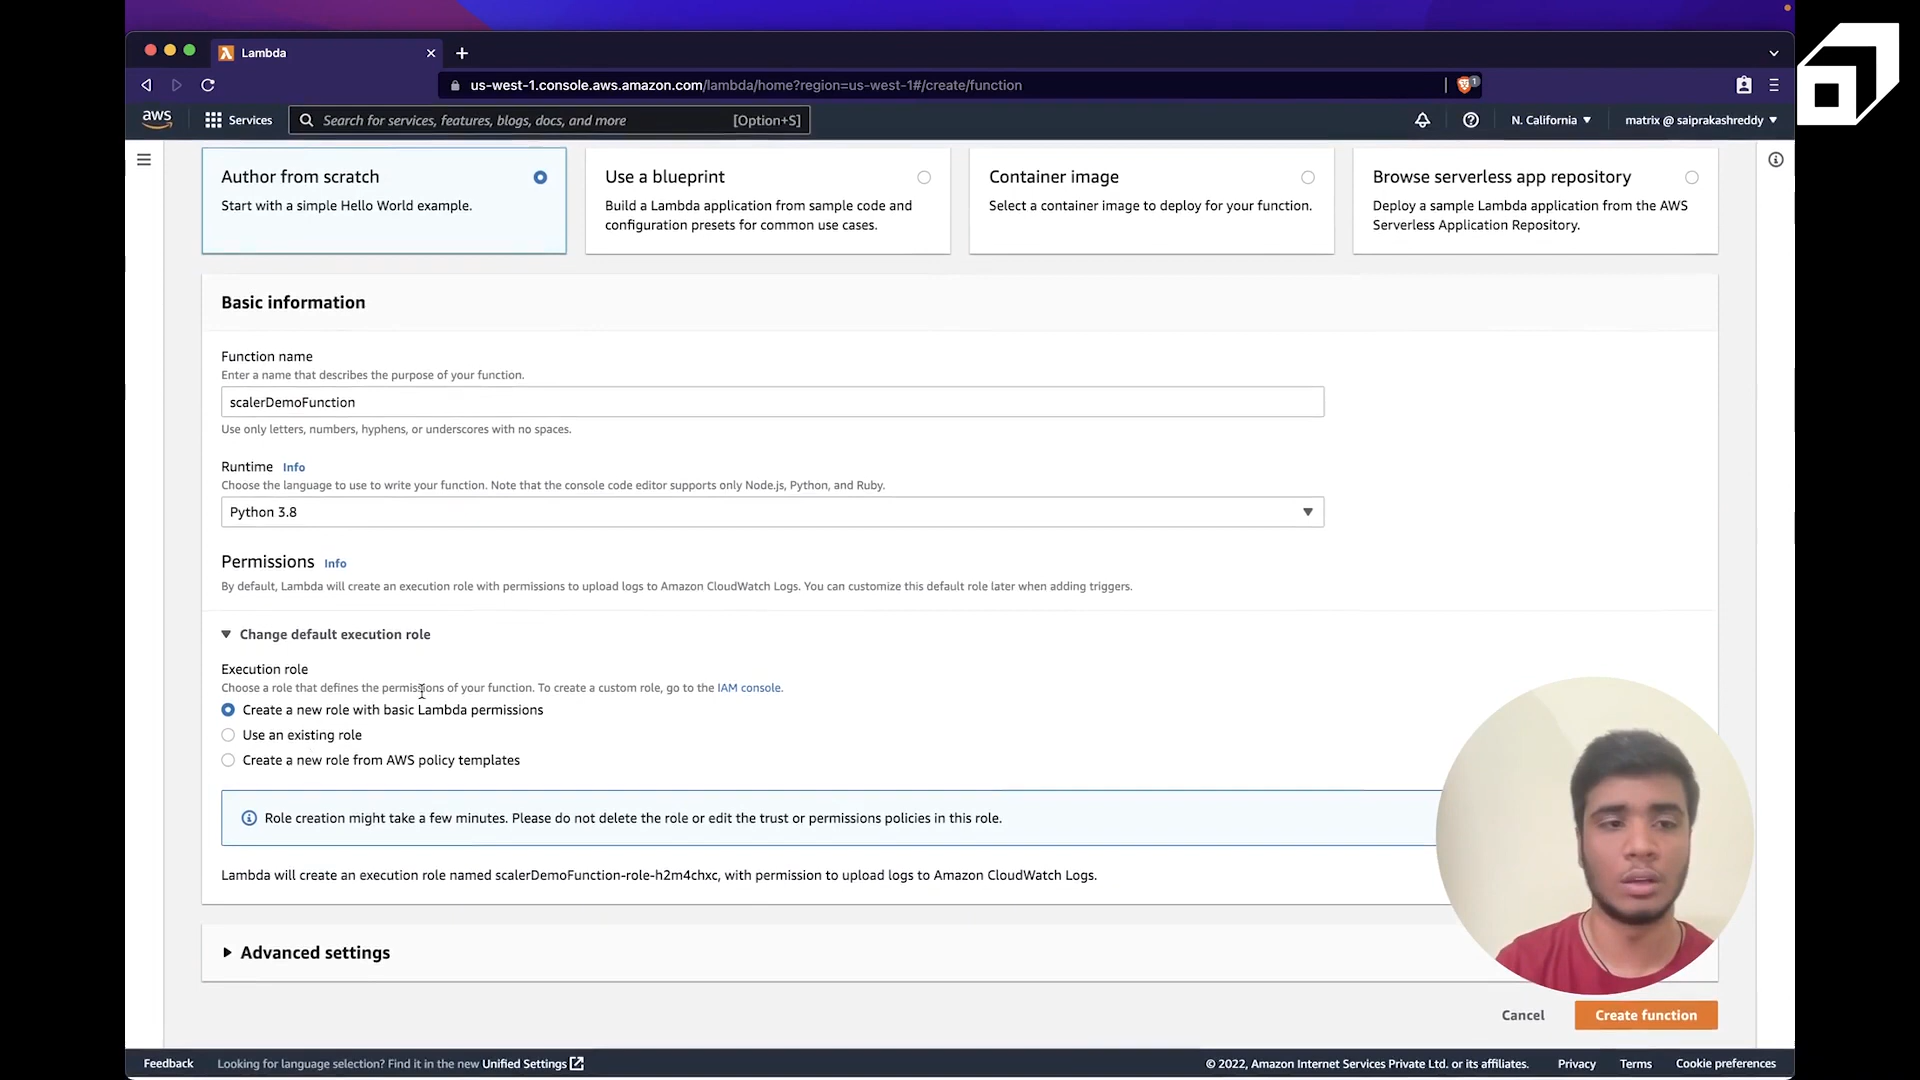 Lambda
us-west-1.console.aws.amazon.com/lambda/home?region=us-west-1#/create/function
1
aws
Services
Search for services, features, blogs, docs, and more
[Option+S]
N. California
matrix @ saiprakashreddy
Author from scratch
Start with a simple Hello World example.
Use a blueprint
Build a Lambda application from sample code and
configuration presets for common use cases.
Container image
Select a container image to deploy for your function.
Browse serverless app repository
Deploy a sample Lambda application from the AWS
Serverless Application Repository.
Basic information
Function name
Enter a name that describes the purpose of your function.
scalerDemoFunction
Use only letters, numbers, hyphens, or underscores with no spaces.
Runtime Info
Choose the language to use to write your function. Note that the console code editor supports only Node.js, Python, and Ruby.
Python 3.8
Permissions Info
By default, Lambda will create an execution role with permissions to upload logs to Amazon CloudWatch Logs. You can customize this default role later when adding triggers.
Change default execution role
Execution role
Choose a role that defines the permissions of your function. To create a custom role, go to the IAM console.
Create a new role with basic Lambda permissions
Use an existing role
Create a new role from AWS policy templates
Role creation might take a few minutes. Please do not delete the role or edit the trust or permissions policies in this role.
Lambda will create an execution role named scalerDemoFunction-role-h2m4chxc, with permission to upload logs to Amazon CloudWatch Logs.
Advanced settings
Cancel
Create function
Feedback
Looking for language selection? Find it in the new Unified Settings
© 2022, Amazon Internet Services Private Ltd. or its affiliates.
Privacy
Terms
Cookie preferences